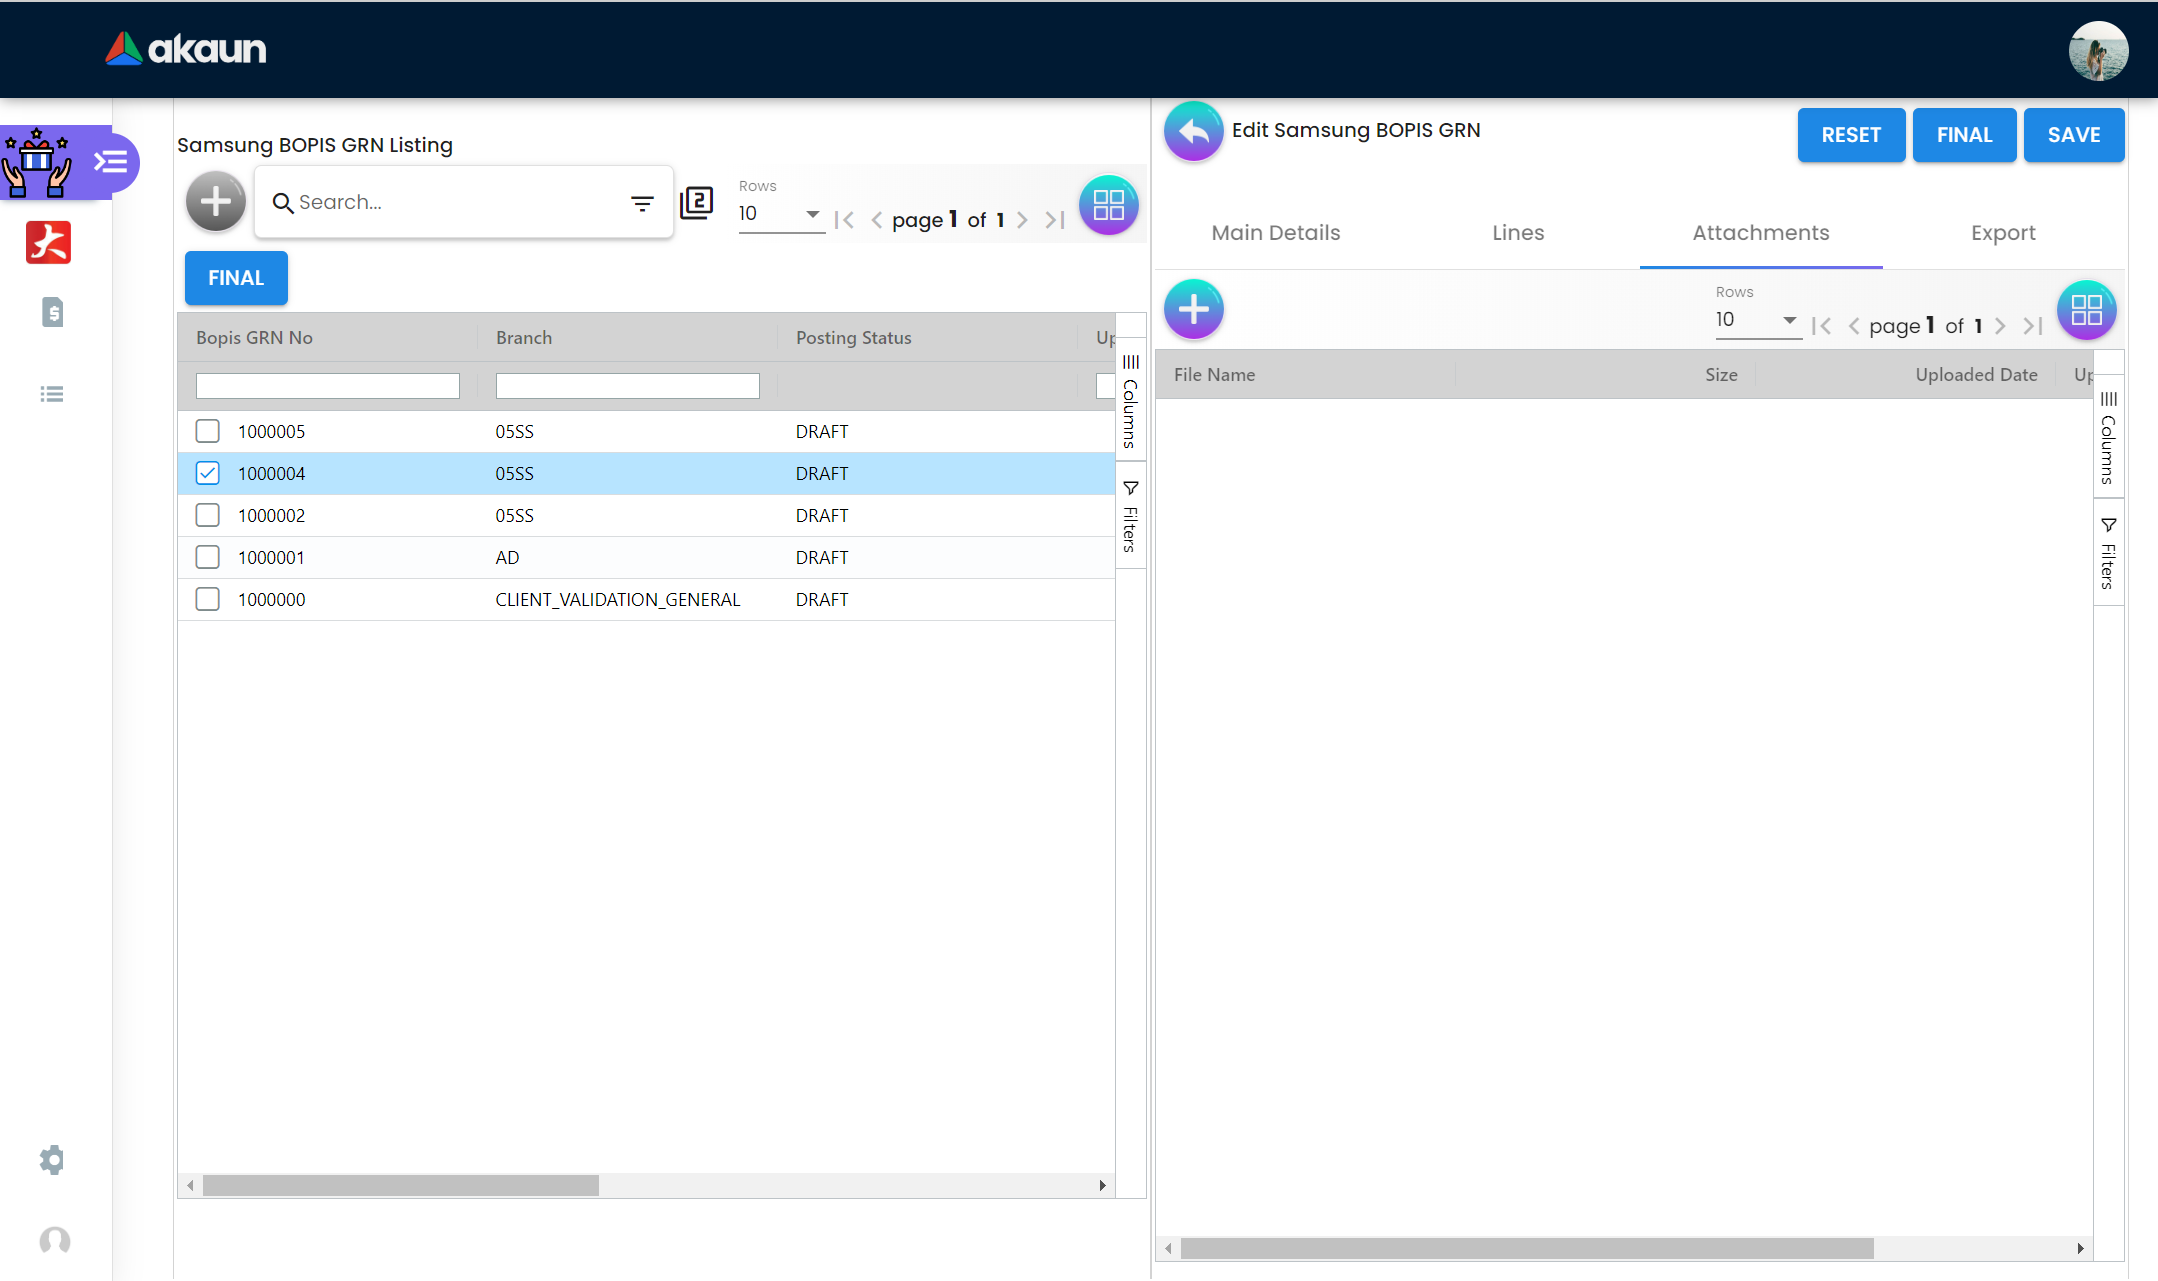 akaun
Samsung BOPIS GRN Listing
Search...
2
Rows
10
page 1 of 1
FINAL
Bopis GRN No Branch Posting Status Up
1000005 05SS DRAFT
1000004 05SS DRAFT
1000002 05SS DRAFT
1000001 AD DRAFT
1000000 CLIENT_VALIDATION_GENERAL DRAFT
Columns
Filters
Edit Samsung BOPIS GRN
RESET FINAL SAVE
Main Details Lines Attachments Export
Rows
10
page 1 of 1
File Name Size Uploaded Date Up
Columns
Filters